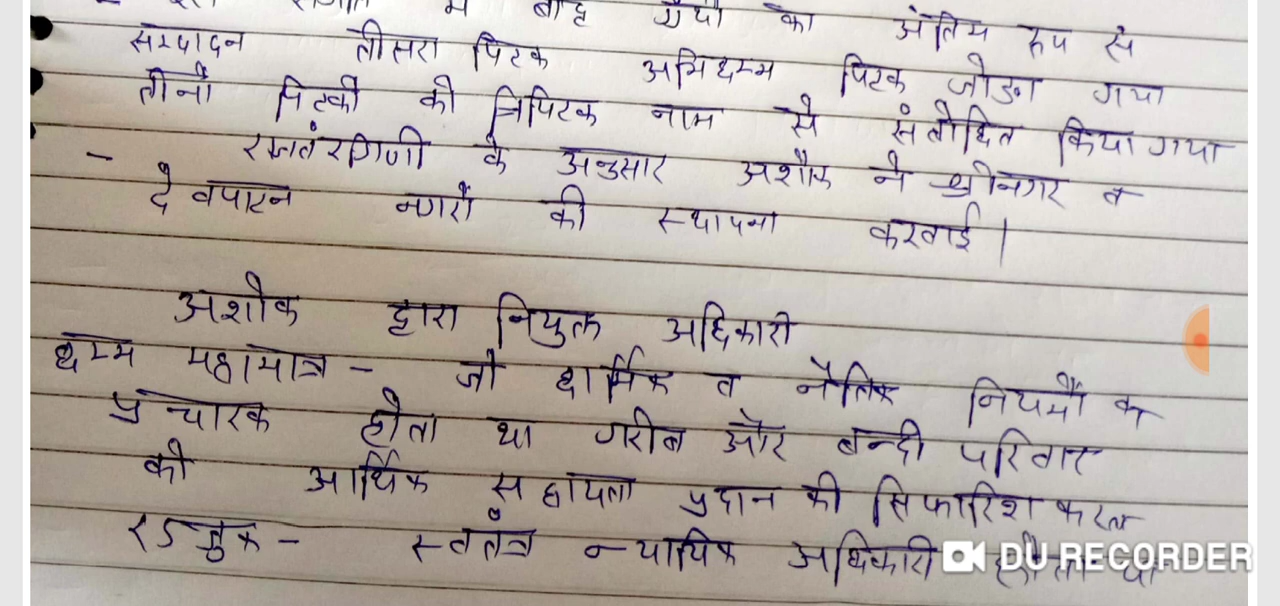 में बौद्ध ग्रंथों का अंतिम रूप से
सम्पादन तीसरा पिटक अभिधम्म पिटक जोडा गया
तीनों पिटकों को त्रिपिटक नाम से संबोधित किया गया
- राजतंरगिणी के अनुसार अशोक ने श्रीनगर व
देवपाटन नगरों की स्थापना करवाई।
अशोक द्वारा नियुक्त अधिकारी
धम्म महामात्र - जो धार्मिक व नैतिक नियमों का
प्रचारक होता था गरीब और बन्दी परिवार
को आर्थिक सहायता प्रदान की सिफारिश करता
रज्जुक - स्वतंत्र न्यायिक अधिकारी होता था
DU RECORDER